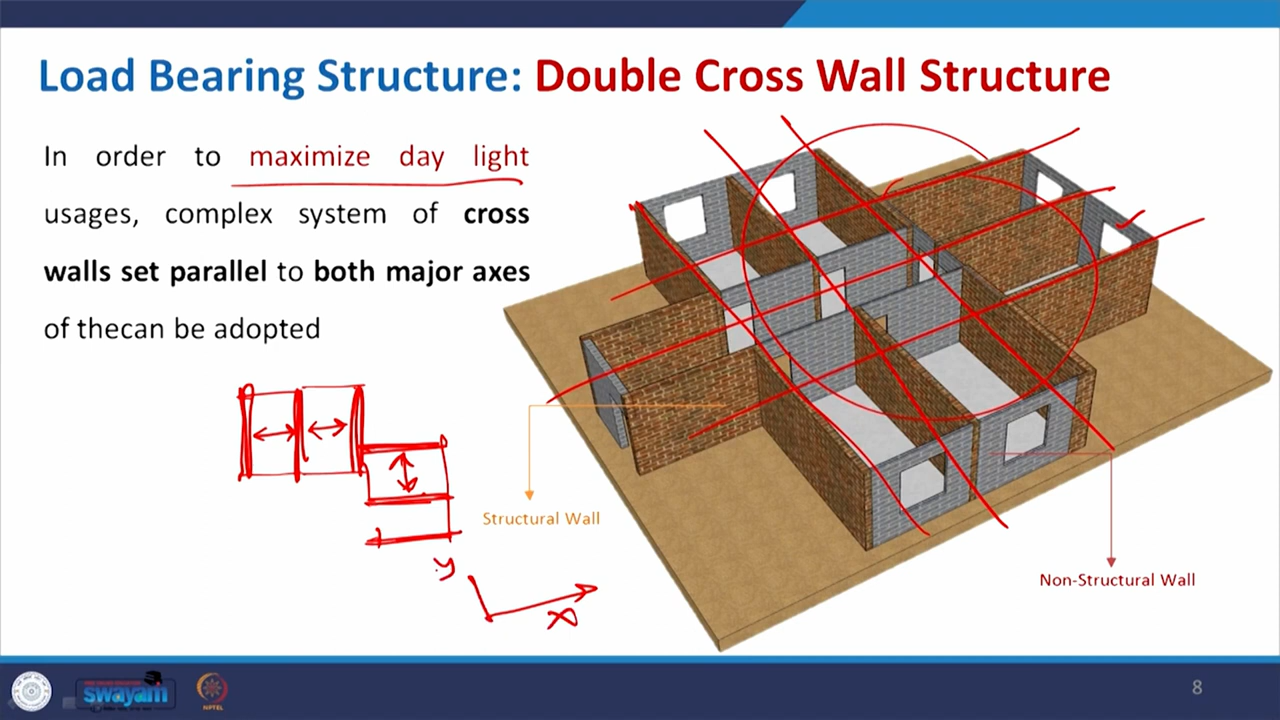 Load Bearing Structure: Double Cross Wall Structure
In order to maximize day light
usages, complex system of cross
walls set parallel to both major axes
of thecan be adopted
Structural Wall
Non-Structural Wall
y
x
swayam
NPTEL
8